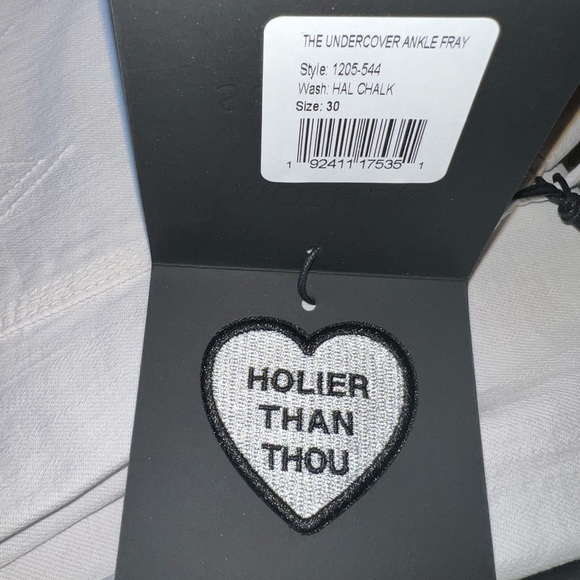 THE UNDERCOVER ANKLE FRAY
Style: 1205-544
Wash: HAL CHALK
Size: 30
1 92411 17535 1
HOLIER
THAN
THOU